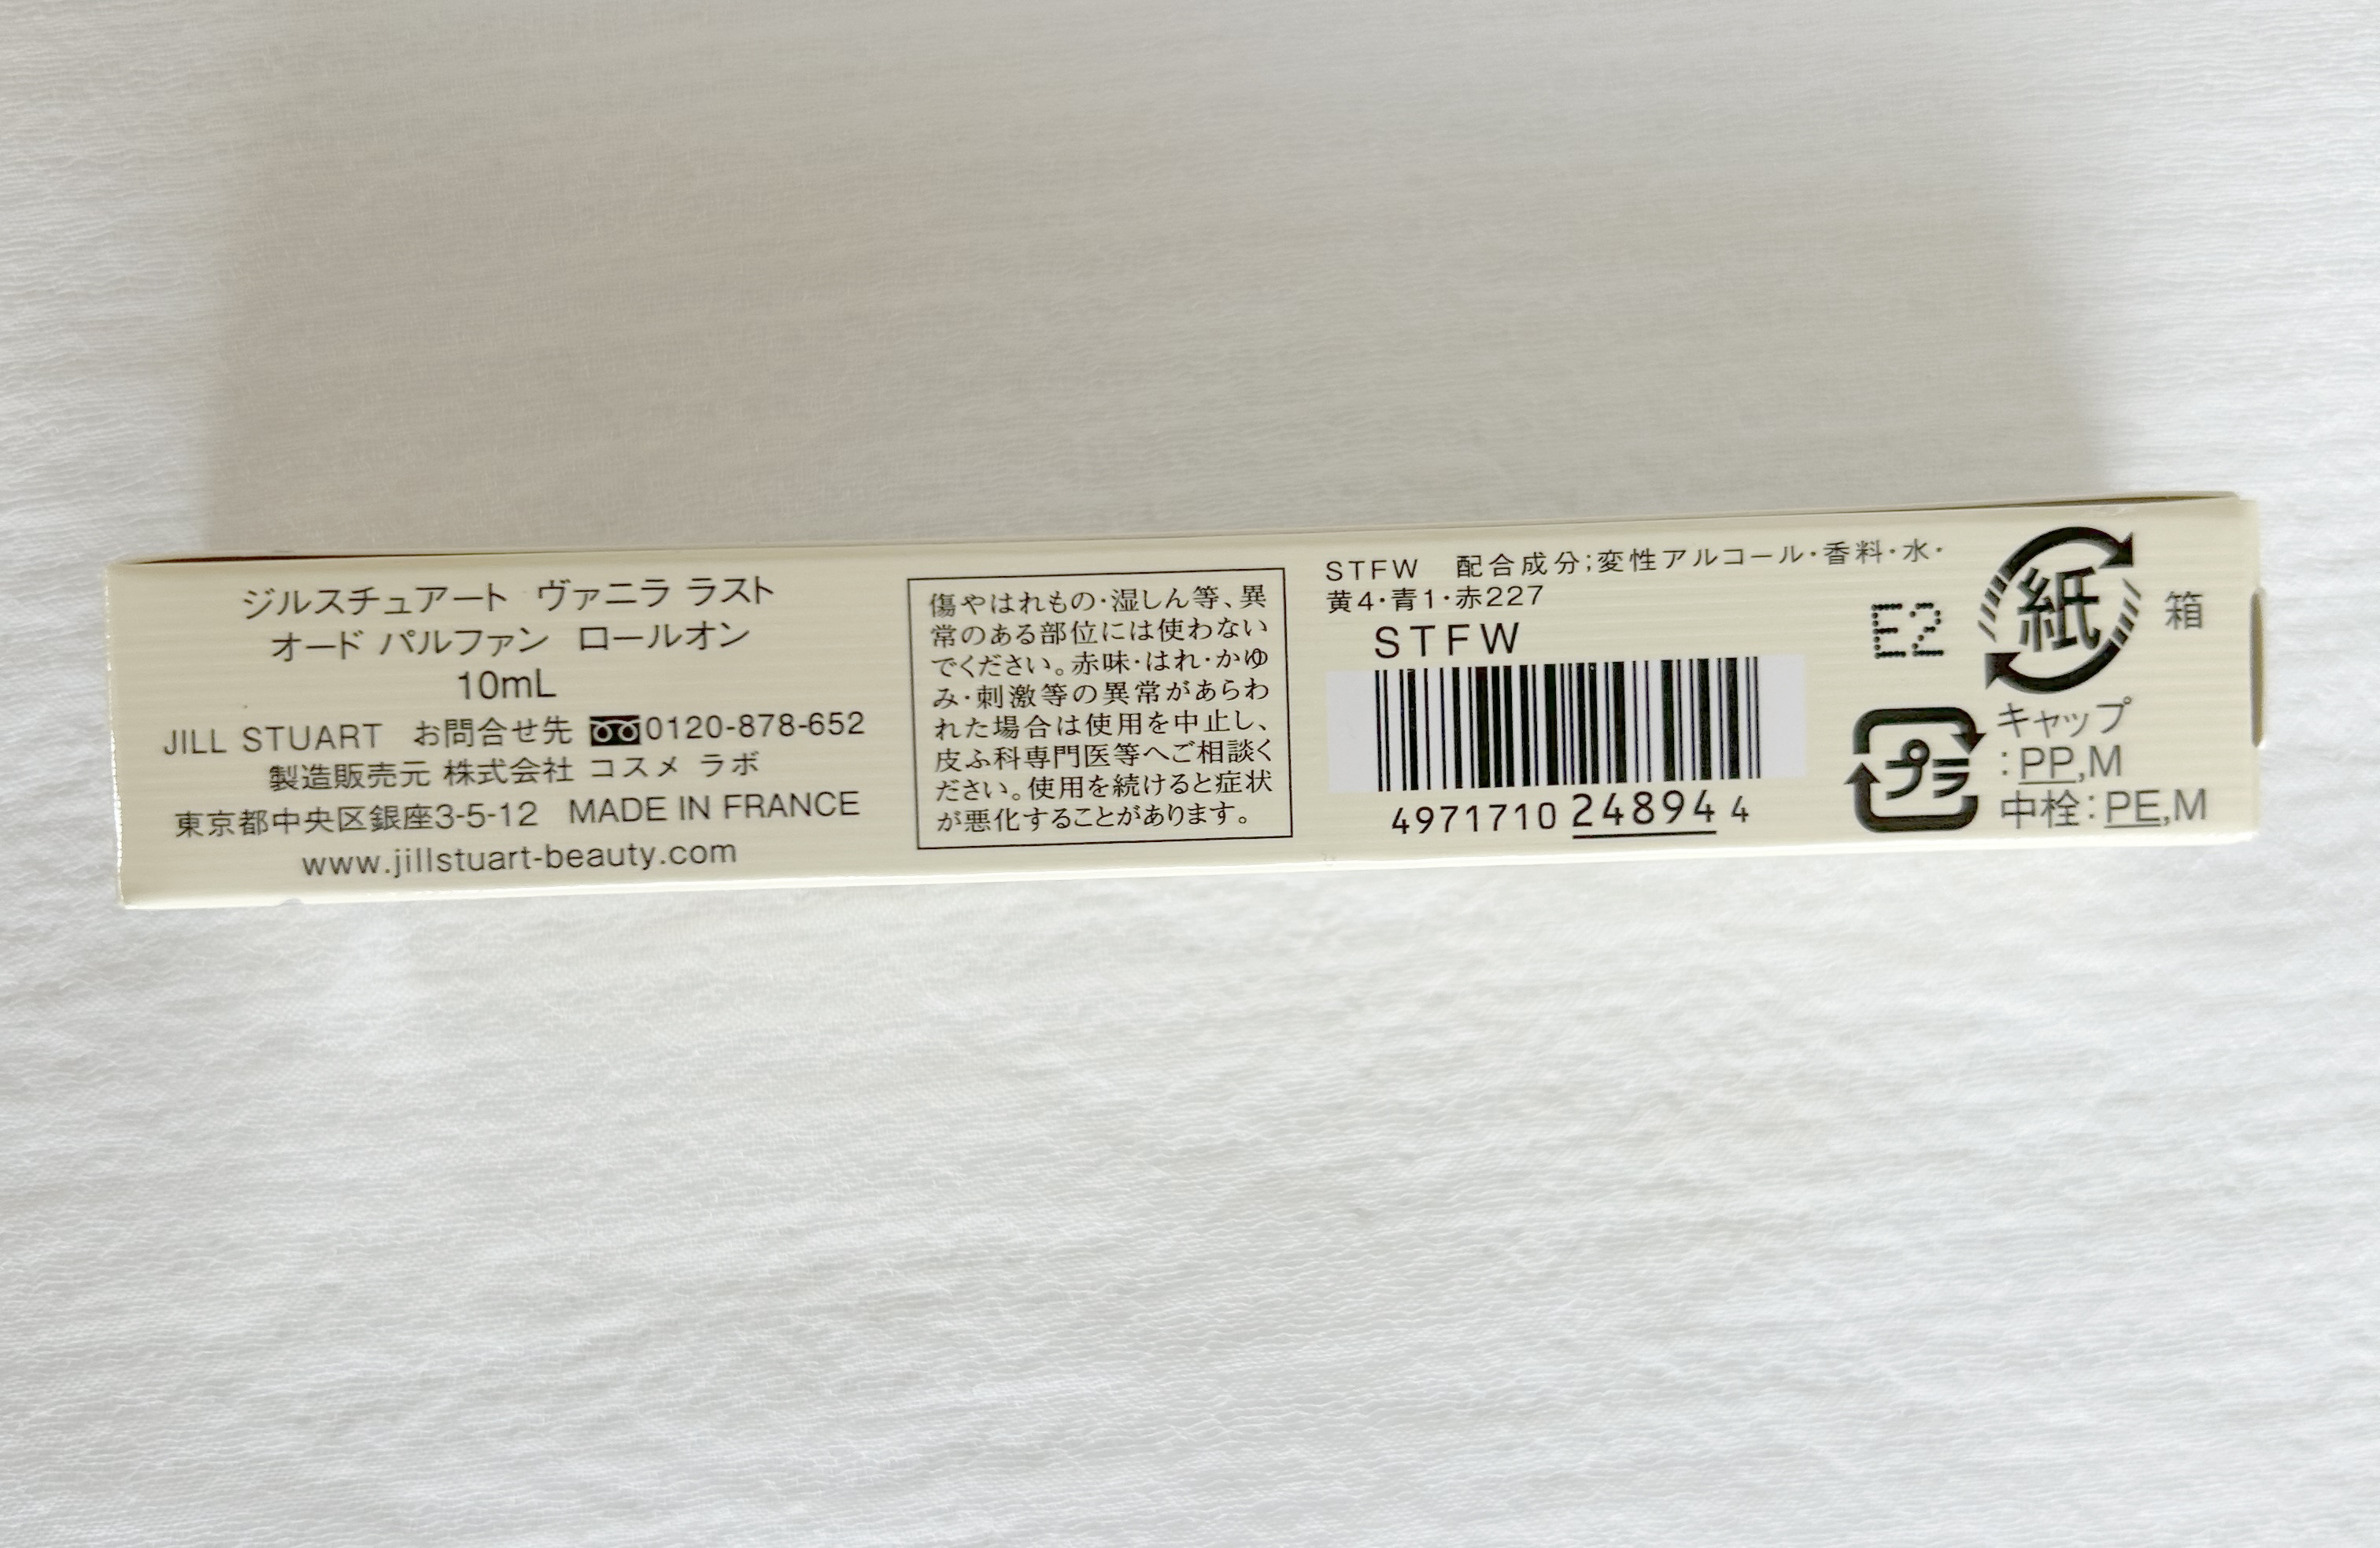 ジルスチュアート ヴァニラ ラスト
オード パルファン ロールオン
10mL
JILL STUART お問合せ先 0120-878-652
製造販売元 株式会社 コスメ ラボ
東京都中央区銀座3-5-12 MADE IN FRANCE
www.jillstuart-beauty.com
傷やはれもの・湿しん等、異
常のある部位には使わない
でください。赤味・はれ・かゆ
み・刺激等の異常があらわ
れた場合は使用を中止し、
皮ふ科専門医等へご相談く
ださい。使用を続けると症状
が悪化することがあります。
STFW 配合成分;変性アルコール・香料・水・
黄4・青1・赤227
STFW
4971710 248944
E2
紙
箱
プラ
キャップ
:PP,M
中栓:PE,M